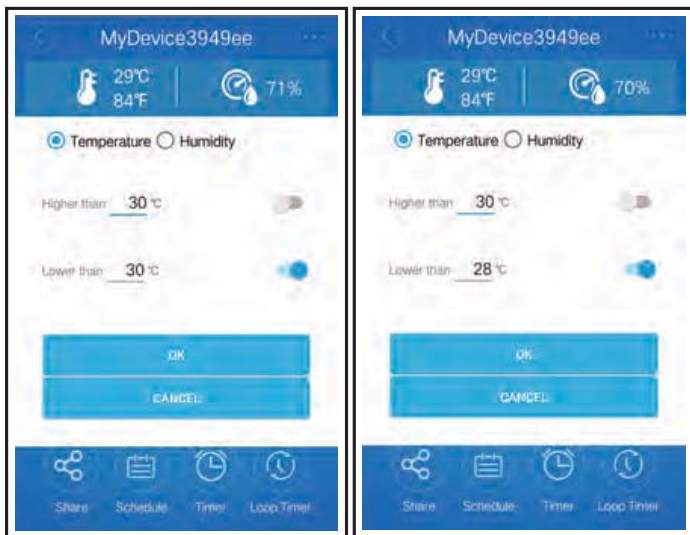 MyDevice3949ee
29°C
84°F
71%
Temperature Humidity
Higher than 30 °C
Lower than 30 °C
OK
CANCEL
Share Schedule Timer Loop Timer
MyDevice3949ee
29°C
84°F
70%
Temperature Humidity
Higher than 30 °C
Lower than 28 °C
OK
CANCEL
Share Schedule Timer Loop Timer